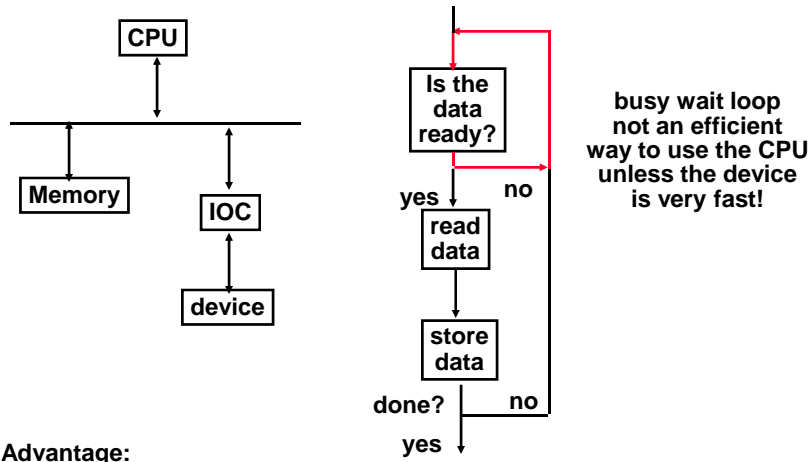 CPU
Memory
IOC
device
Is the
data
ready?
yes
no
read
data
store
data
done?
no
yes
busy wait loop
not an efficient
way to use the CPU
unless the device
is very fast!
Advantage: